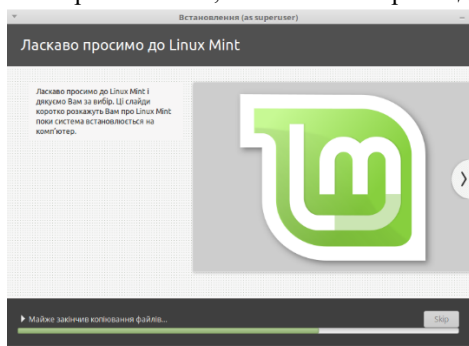 Встановлення (as superuser)
Ласкаво просимо до Linux Mint
Ласкаво просимо до Linux Mint і
дякуємо Вам за вибір. Ці слайди
коротко розкажуть Вам про Linux Mint
поки система встановлюється на
комп'ютер.
Майже закінчив копіювання файлів...
Skip